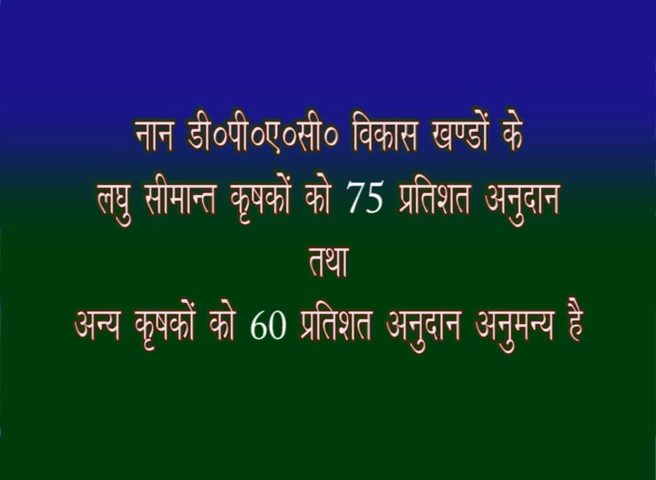 नान डी०पी०ए०सी० विकास खण्डों के
लघु सीमान्त कृषकों को 75 प्रतिशत अनुदान
तथा
अन्य कृषकों को 60 प्रतिशत अनुदान अनुमन्य है